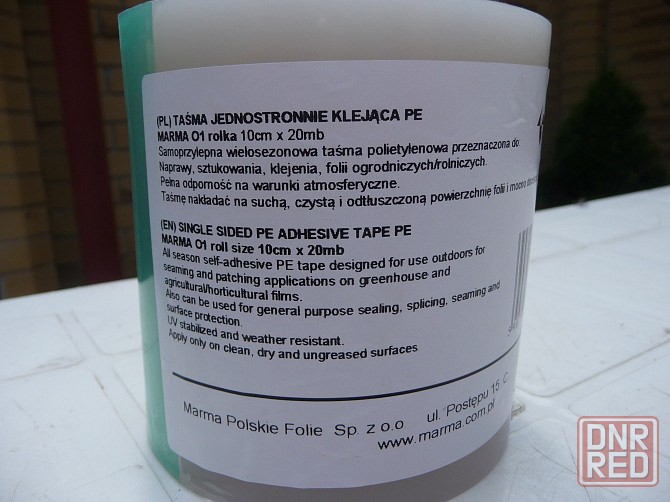 (PL) TAŚMA JEDNOSTRONNIE KLEJĄCA PE
MARMA 01 rolka 10cm x 20mb
Samoprzylepna wielosezonowa taśma polietylenowa przeznaczona do:
Naprawy, sztukowania, klejenia, folii ogrodniczych/rolniczych.
Pełna odporność na warunki atmosferyczne.
Taśmę nakładać na suchą, czystą i odtłuszczoną powierzchnię folii i mocno
(EN) SINGLE SIDED PE ADHESIVE TAPE PE
MARMA 01 roll size 10cm x 20mb
All season self-adhesive PE tape designed for use outdoors for
seaming and patching applications on greenhouse and
agricultural/horticultural films.
Also can be used for general purpose sealing, splicing, seaming and
surface protection.
UV stabilized and weather resistant.
Apply only on clean, dry and ungreased surfaces
Marma Polskie Folie Sp. z o.o ul. Postępu 15 C
www.marma.com.pl
DNR
RED